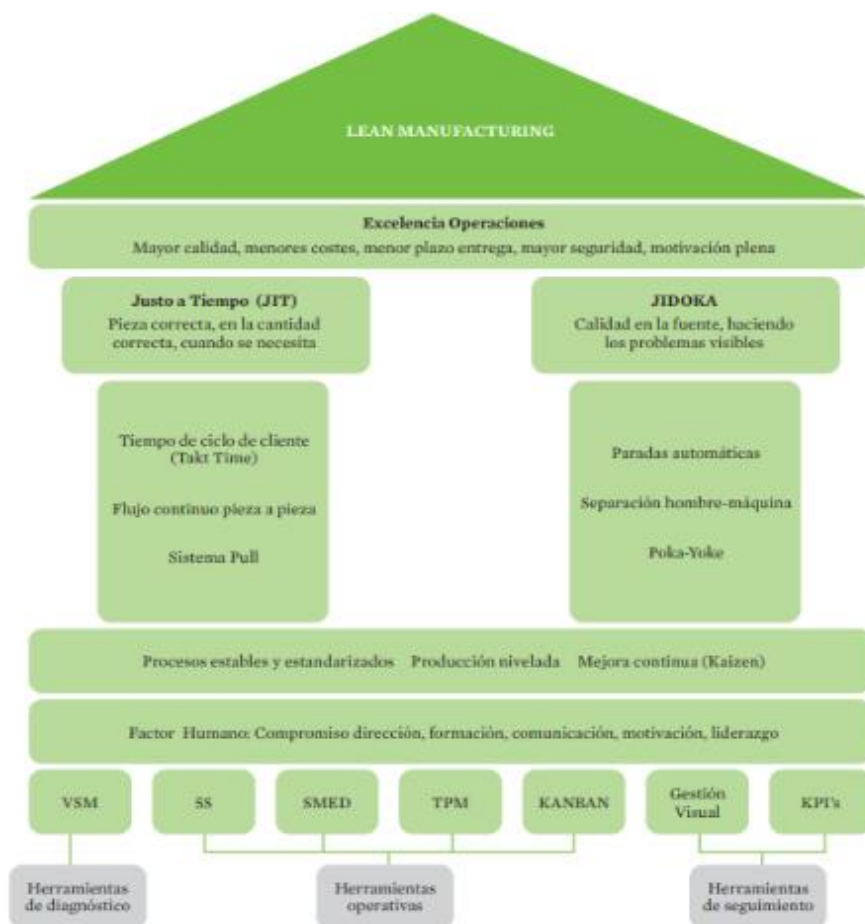 LEAN MANUFACTURING
Excelencia Operaciones
Mayor calidad, menores costes, menor plazo entrega, mayor seguridad, motivación plena
Justo a Tiempo (JIT)
Pieza correcta, en la cantidad
correcta, cuando se necesita
JIDOKA
Calidad en la fuente, haciendo
los problemas visibles
Tiempo de ciclo de cliente
(Takt Time)
Flujo continuo pieza a pieza
Sistema Pull
Paradas automáticas
Separación hombre-máquina
Poka-Yoke
Procesos estables y estandarizados Producción nivelada Mejora continua (Kaizen)
Factor Humano: Compromiso dirección, formación, comunicación, motivación, liderazgo
VSM
5S
SMED
TPM
KANBAN
Gestión
Visual
KPI's
Herramientas
de diagnóstico
Herramientas
operativas
Herramientas
de seguimiento